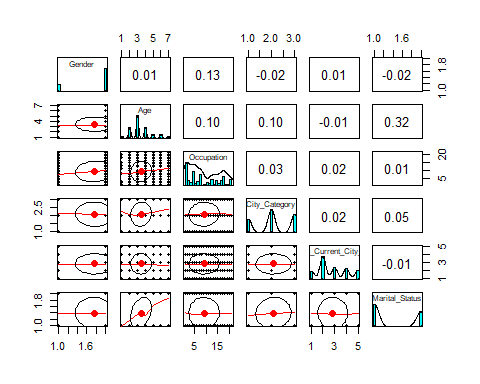 1 3 5 7 1.0 2.0 3.0 1.0 1.6
Gender 0.01 0.13 -0.02 0.01 -0.02 1.0 1.8
1 4 7 Age 0.10 0.10 -0.01 0.32
Occupation 0.03 0.02 0.01 5 20
1.0 2.5 City_Category 0.02 0.05
Current_City -0.01 1 3 5
1.0 1.8 Marital_Status
1.0 1.6 5 15 1 3 5